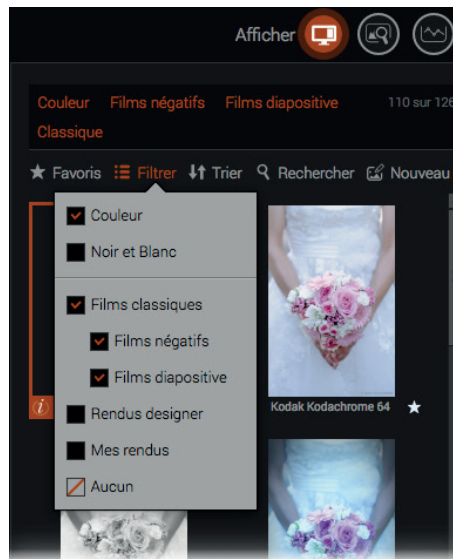 Afficher
Couleur Films négatifs Films diapositive 110 sur 126
Classique
Favoris Filtrer Trier Rechercher Nouveau
Couleur
Noir et Blanc
Films classiques
Films négatifs
Films diapositive
Rendus designer
Mes rendus
Aucun
i
Kodak Kodachrome 64